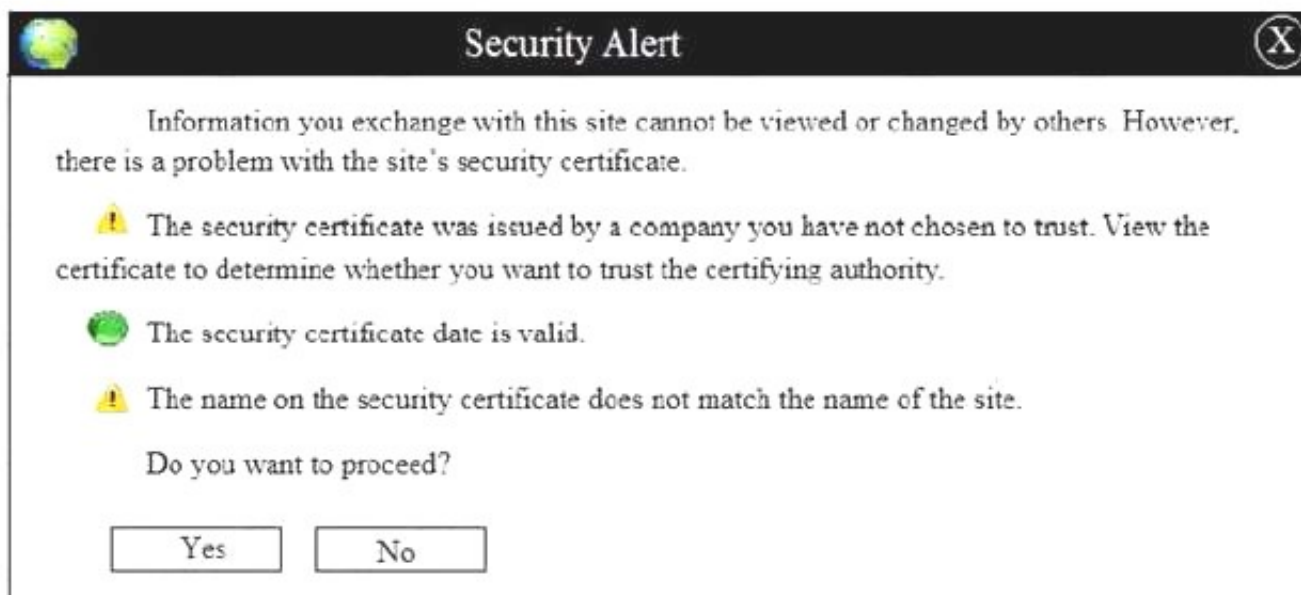 Security Alert
X
Information you exchange with this site cannot be viewed or changed by others. However,
there is a problem with the site's security certificate.
The security certificate was issued by a company you have not chosen to trust. View the
certificate to determine whether you want to trust the certifying authority.
The security certificate date is valid.
The name on the security certificate does not match the name of the site.
Do you want to proceed?
Yes No